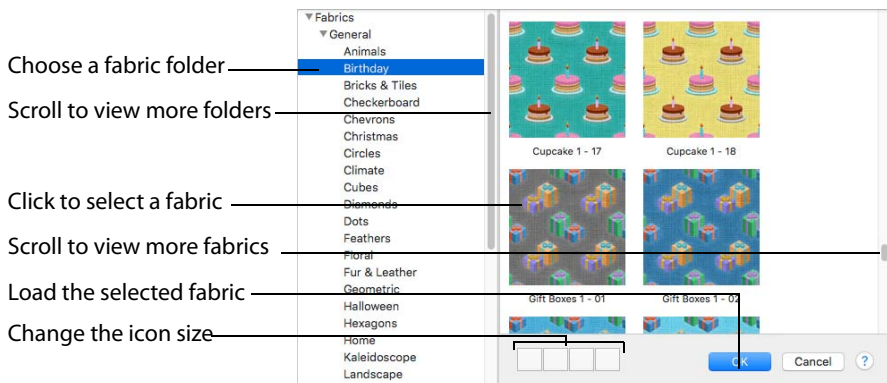 Choose a fabric folder
Scroll to view more folders
Click to select a fabric
Scroll to view more fabrics
Load the selected fabric
Change the icon size
Fabrics
General
Animals
Birthday
Bricks & Tiles
Checkerboard
Chevrons
Christmas
Circles
Climate
Cubes
Diamonds
Dots
Feathers
Floral
Fur & Leather
Geometric
Halloween
Hexagons
Home
Kaleidoscope
Landscape
Cupcake 1 - 17
Cupcake 1 - 18
Gift Boxes 1 - 01
Gift Boxes 1 - 02
OK
Cancel
?